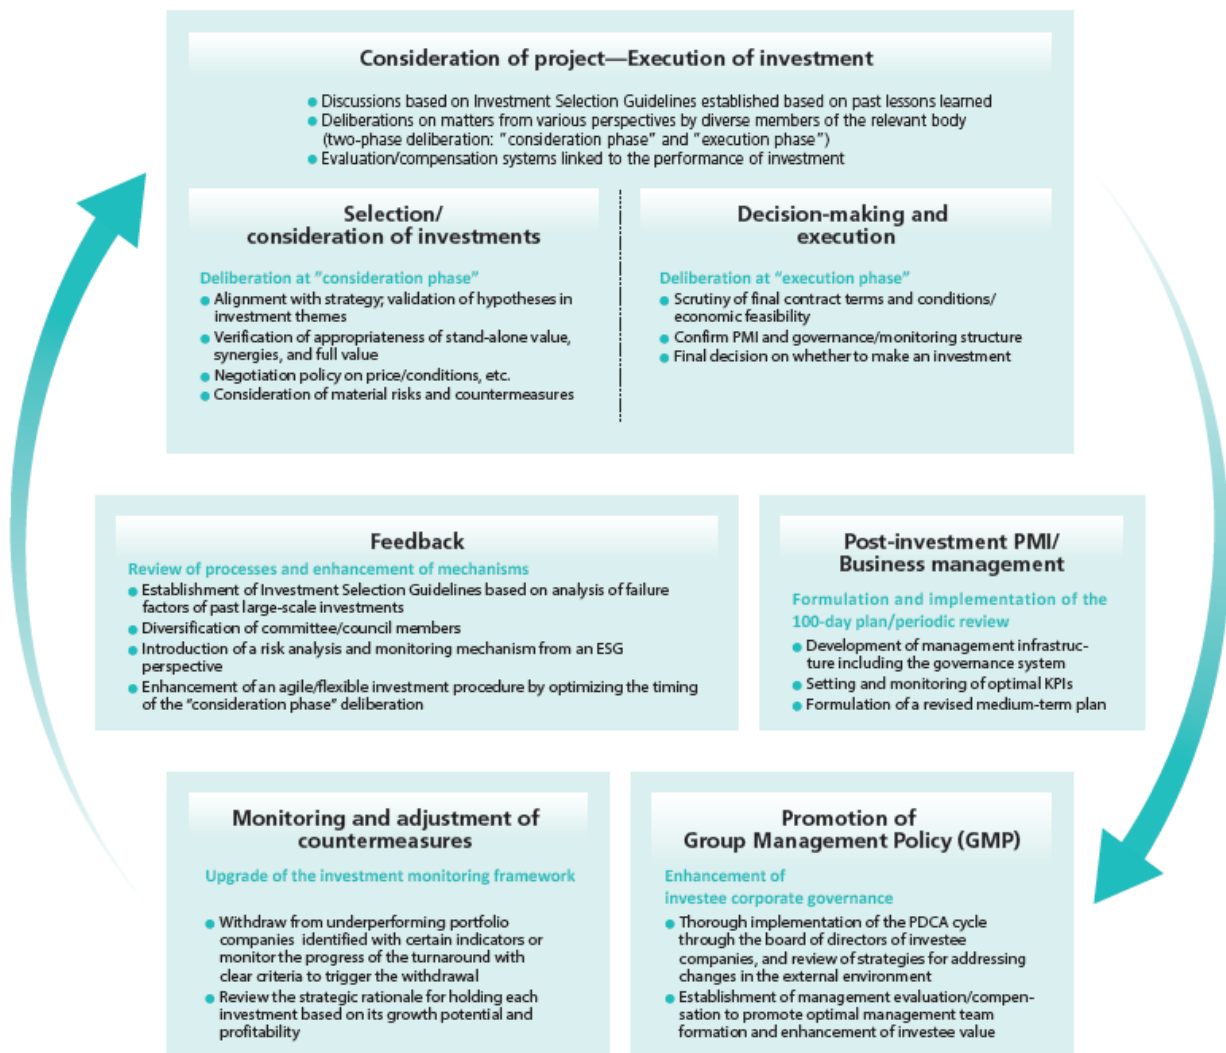 Consideration of project—Execution of investment
● Discussions based on Investment Selection Guidelines established based on past lessons learned
● Deliberations on matters from various perspectives by diverse members of the relevant body
(two-phase deliberation: "consideration phase" and "execution phase")
● Evaluation/compensation systems linked to the performance of investment
Selection/
consideration of investments
Deliberation at "consideration phase"
● Alignment with strategy; validation of hypotheses in
investment themes
● Verification of appropriateness of stand-alone value,
synergies, and full value
● Negotiation policy on price/conditions, etc.
● Consideration of material risks and countermeasures
Decision-making and
execution
Deliberation at "execution phase"
● Scrutiny of final contract terms and conditions/
economic feasibility
● Confirm PMI and governance/monitoring structure
● Final decision on whether to make an investment
Feedback
Review of processes and enhancement of mechanisms
● Establishment of Investment Selection Guidelines based on analysis of failure
factors of past large-scale investments
● Diversification of committee/council members
● Introduction of a risk analysis and monitoring mechanism from an ESG
perspective
● Enhancement of an agile/flexible investment procedure by optimizing the timing
of the "consideration phase" deliberation
Post-investment PMI/
Business management
Formulation and implementation of the
100-day plan/periodic review
● Development of management infrastruc-
ture including the governance system
● Setting and monitoring of optimal KPIs
● Formulation of a revised medium-term plan
Monitoring and adjustment of
countermeasures
Upgrade of the investment monitoring framework
● Withdraw from underperforming portfolio
companies identified with certain indicators or
monitor the progress of the turnaround with
clear criteria to trigger the withdrawal
● Review the strategic rationale for holding each
investment based on its growth potential and
profitability
Promotion of
Group Management Policy (GMP)
Enhancement of
investee corporate governance
● Thorough implementation of the PDCA cycle
through the board of directors of investee
companies, and review of strategies for addressing
changes in the external environment
● Establishment of management evaluation/compen-
sation to promote optimal management team
formation and enhancement of investee value